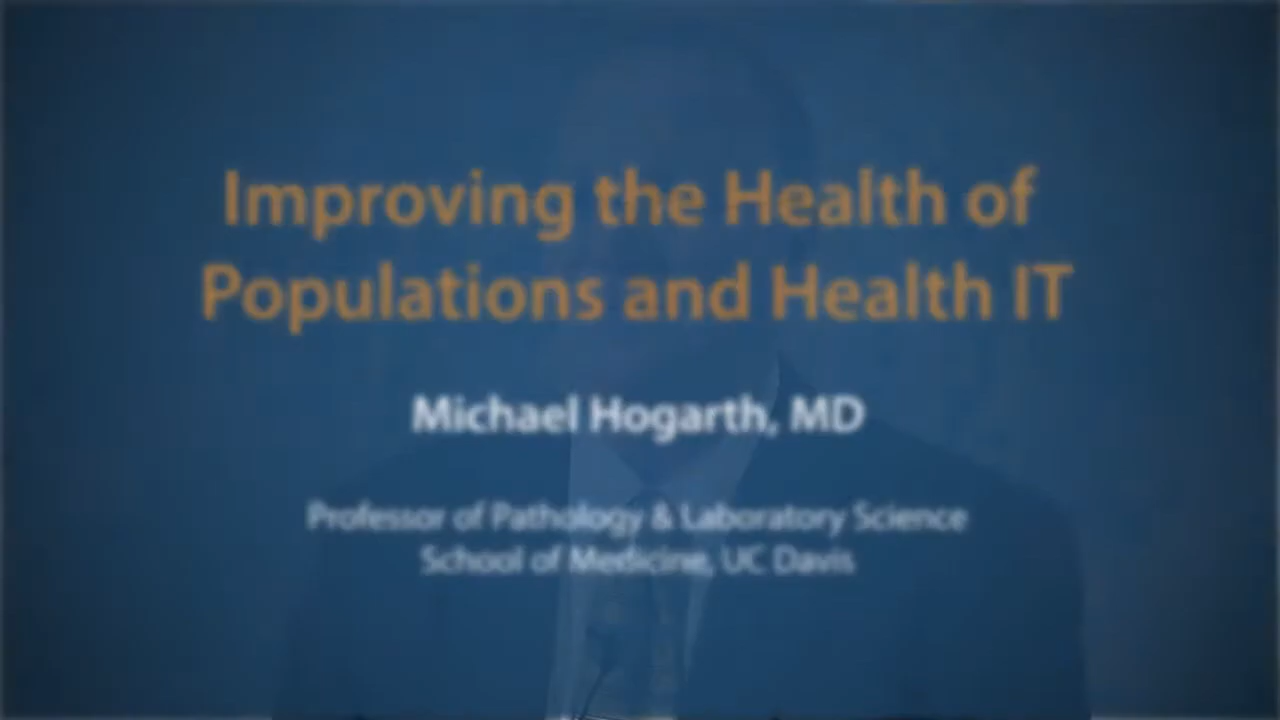 Improving the Health of
Populations and Health IT
Michael Hogarth, MD
Professor of Pathology & Laboratory Science
School of Medicine, UC Davis